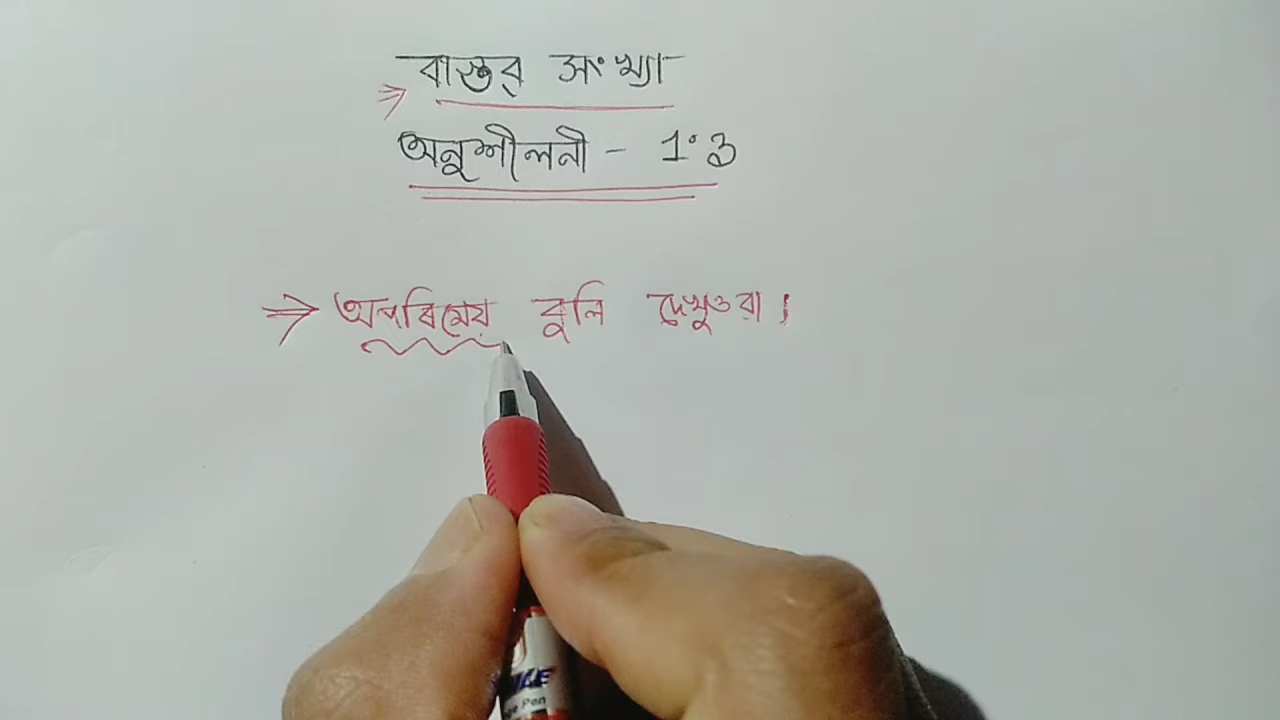 বাস্তৱ সংখ্যা
অনুশীলনী - 1.3
⇒ অপৰিমেয় বুলি দেখুওৱা।